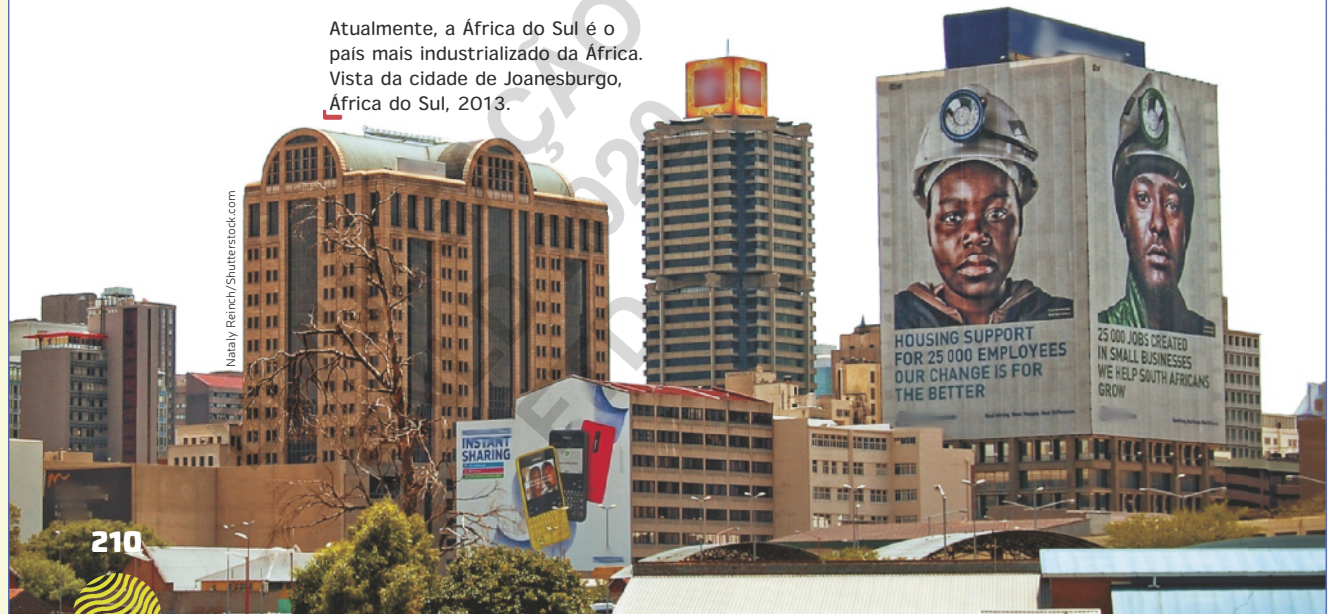 Atualmente, a África do Sul é o
país mais industrializado da África.
Vista da cidade de Joanesburgo,
África do Sul, 2013.
Nataly Reinch/Shutterstock.com
HOUSING SUPPORT
FOR 25 000 EMPLOYEES
OUR CHANGE IS FOR
THE BETTER
25 000 JOBS CREATED
IN SMALL BUSINESSES
WE HELP SOUTH AFRICANS
GROW
INSTANT
SHARING
210